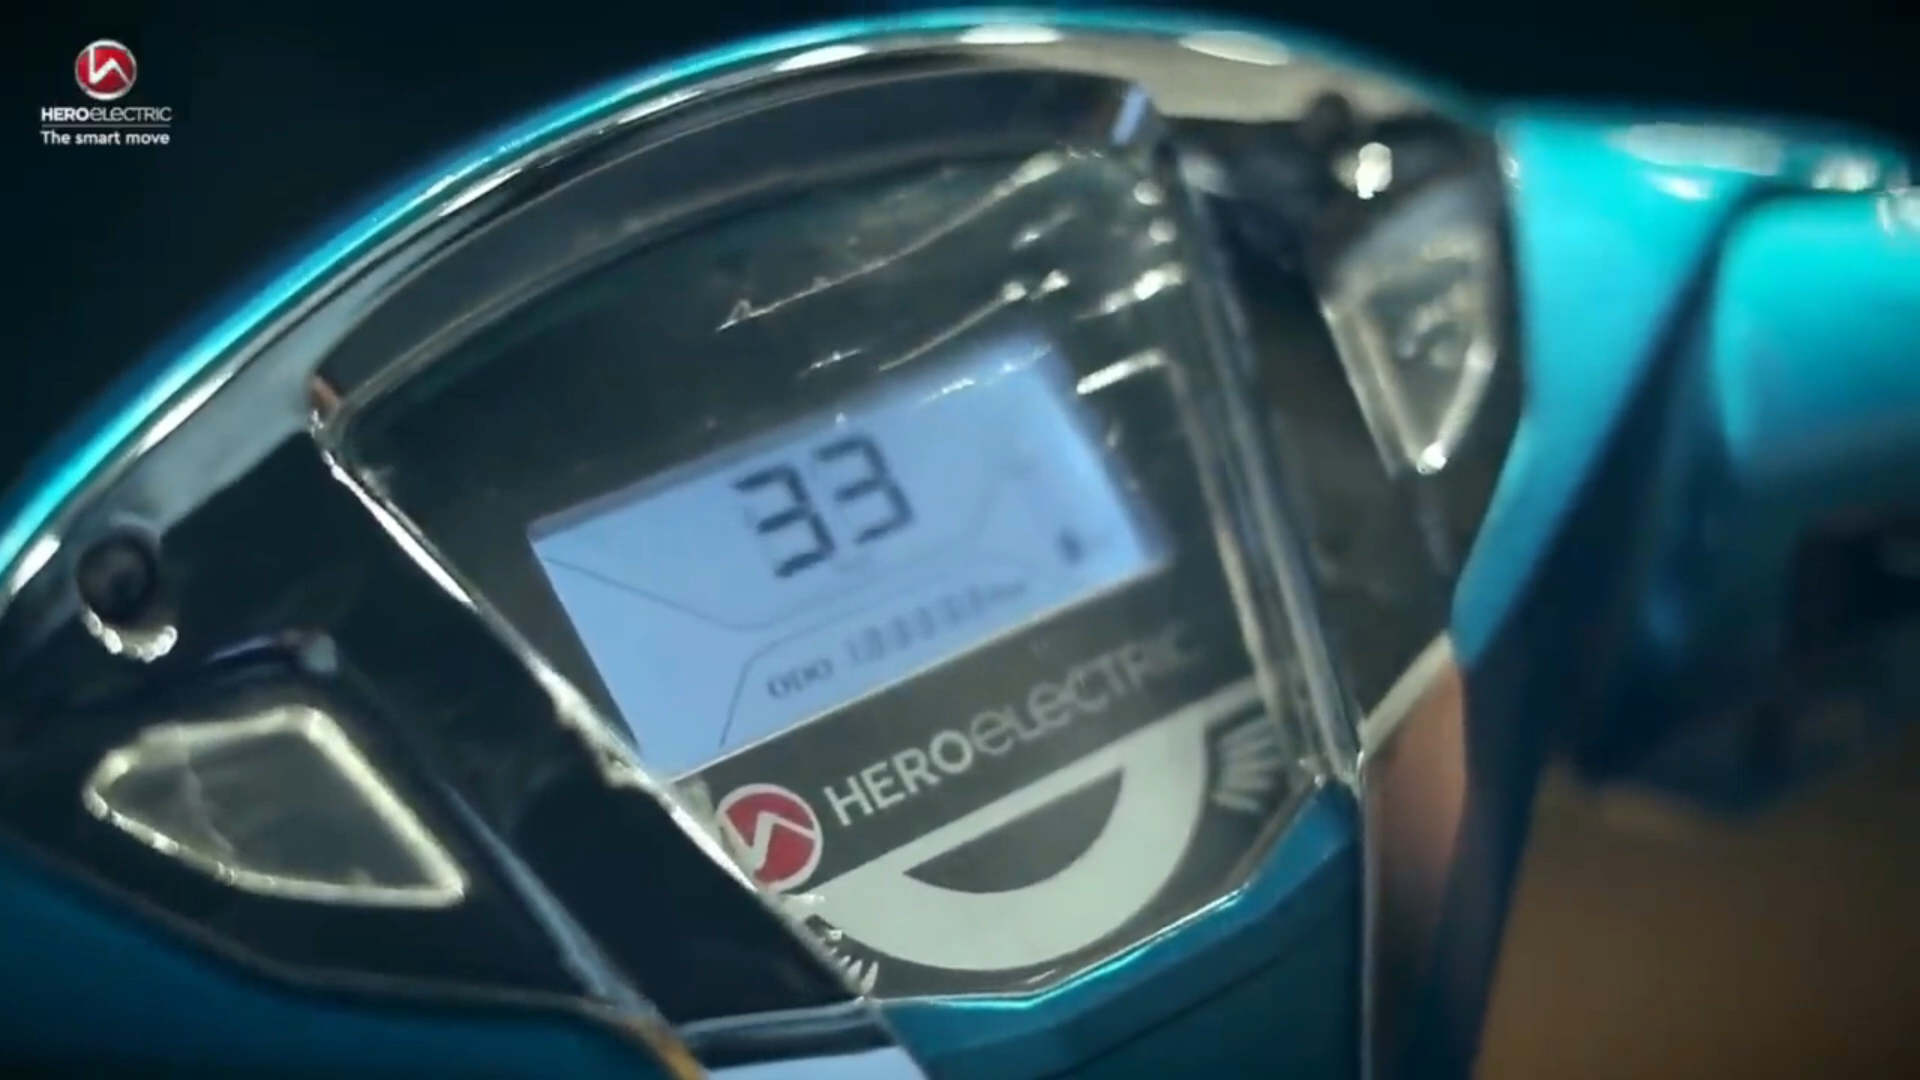 HEROELECTRIC
The smart move
33
ODO
HEROELECTRIC